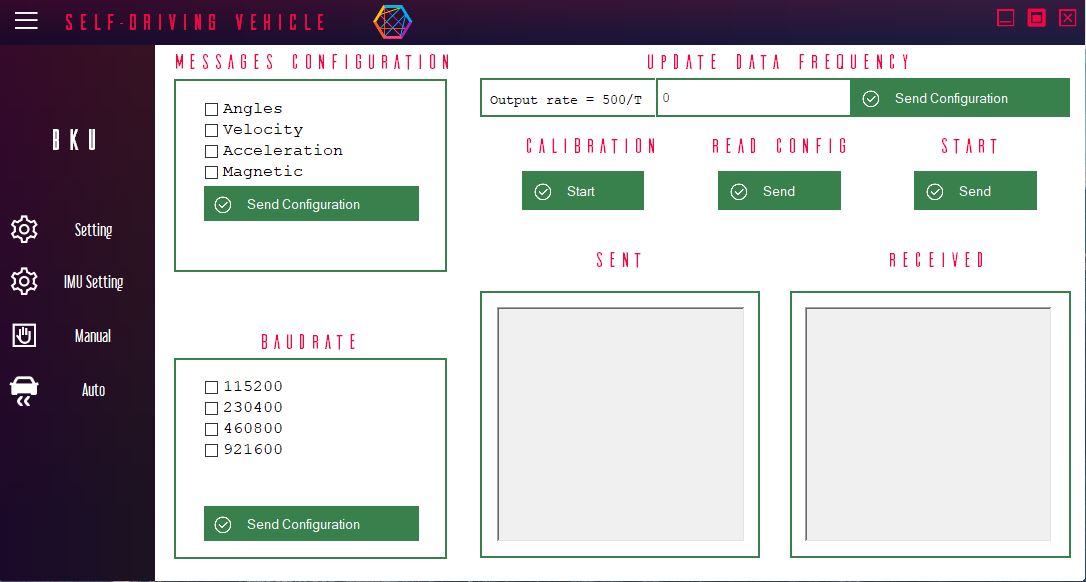 SELF-DRIVING VEHICLE
BKU
Setting
IMU Setting
Manual
Auto
MESSAGES CONFIGURATION
Angles
Velocity
Acceleration
Magnetic
Send Configuration
BAUDRATE
115200
230400
460800
921600
Send Configuration
UPDATE DATA FREQUENCY
Output rate = 500/T
0
Send Configuration
CALIBRATION
Start
READ CONFIG
Send
START
Send
SENT
RECEIVED